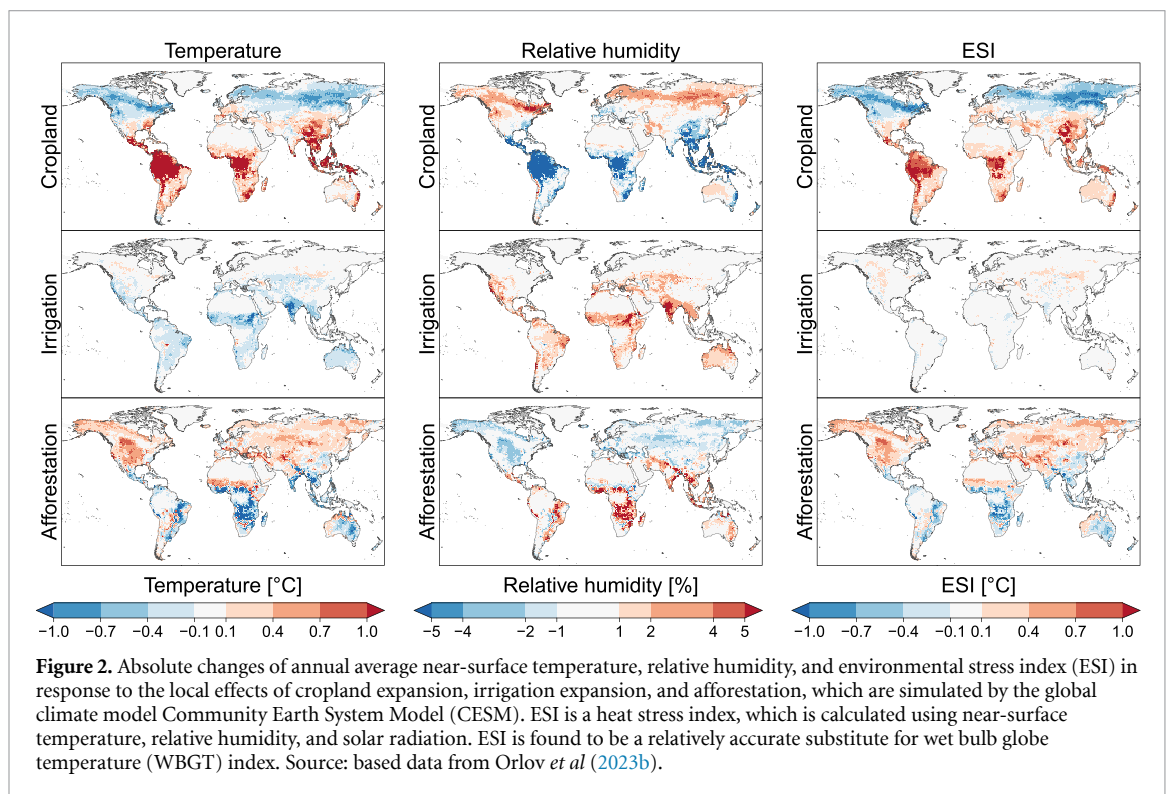 Temperature
Relative humidity
ESI
Cropland
Irrigation
Afforestation
Temperature [°C]
Relative humidity [%]
ESI [°C]
−1.0 −0.7 −0.4 −0.1 0.1 0.4 0.7 1.0
−5 −4 −2 −1 1 2 4 5
−1.0 −0.7 −0.4 −0.1 0.1 0.4 0.7 1.0
Figure 2. Absolute changes of annual average near-surface temperature, relative humidity, and environmental stress index (ESI) in
response to the local effects of cropland expansion, irrigation expansion, and afforestation, which are simulated by the global
climate model Community Earth System Model (CESM). ESI is a heat stress index, which is calculated using near-surface
temperature, relative humidity, and solar radiation. ESI is found to be a relatively accurate substitute for wet bulb globe
temperature (WBGT) index. Source: based data from Orlov et al (2023b).